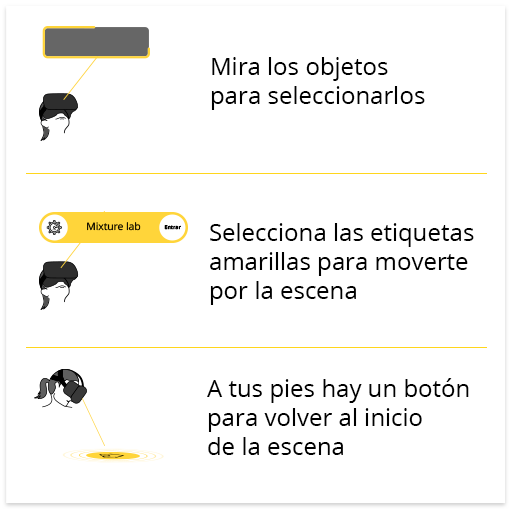 Mira los objetos
para seleccionarlos
Mixture lab
Entrar
Selecciona las etiquetas
amarillas para moverte
por la escena
A tus pies hay un botón
para volver al inicio
de la escena